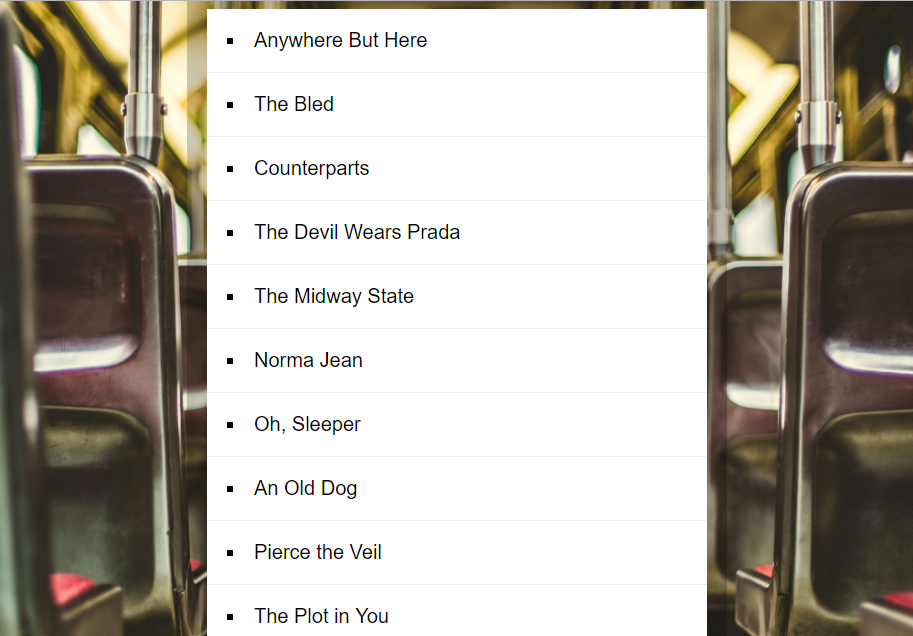 Anywhere But Here
The Bled
Counterparts
The Devil Wears Prada
The Midway State
Norma Jean
Oh, Sleeper
An Old Dog
Pierce the Veil
The Plot in You